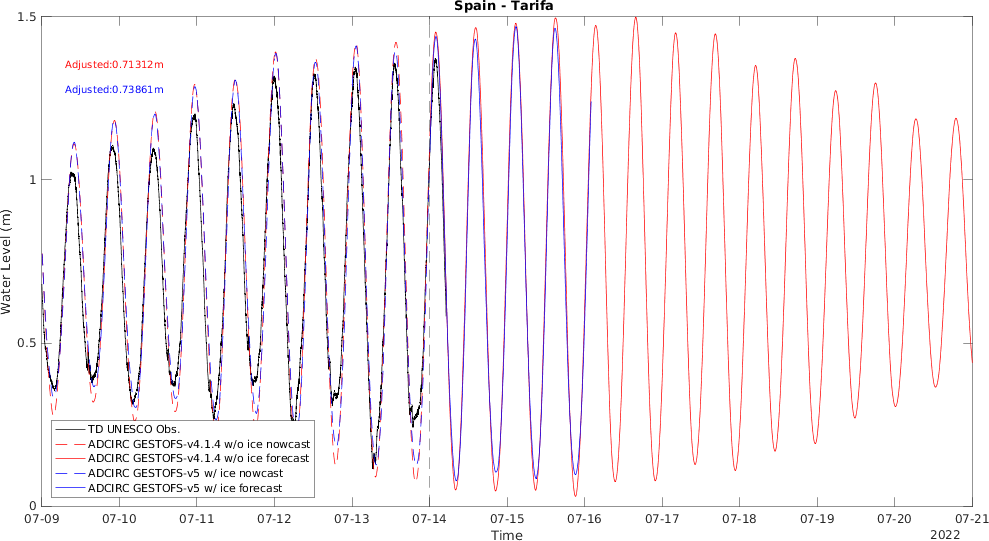 Spain - Tarifa
1.5
Adjusted:0.71312m
Adjusted:0.73861m
1
Water Level (m)
0.5
TD UNESCO Obs.
ADCIRC GESTOFS-v4.1.4 w/o ice nowcast
ADCIRC GESTOFS-v4.1.4 w/o ice forecast
ADCIRC GESTOFS-v5 w/ ice nowcast
ADCIRC GESTOFS-v5 w/ ice forecast
0
07-09 07-10 07-11 07-12 07-13 07-14 07-15 07-16 07-17 07-18 07-19 07-20 07-21
Time
2022